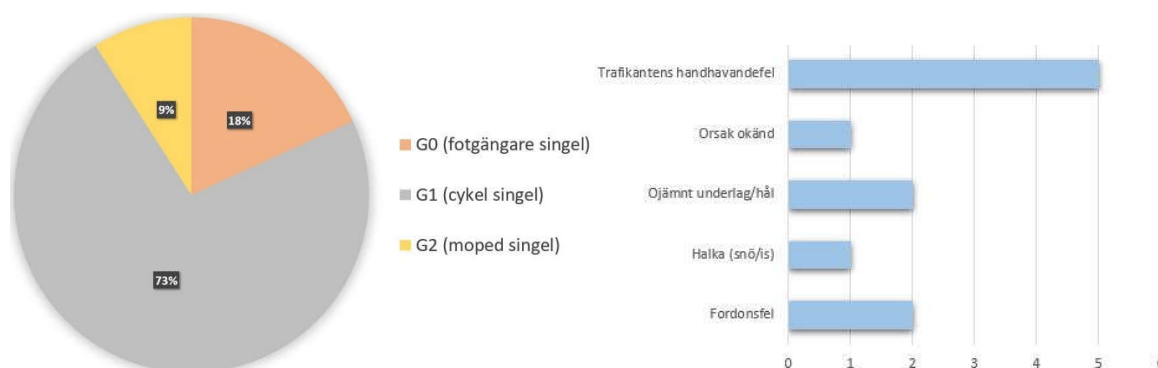 9%
18%
73%
G0 (fotgängare singel)
G1 (cykel singel)
G2 (moped singel)
Trafikantens handhavandefel
Orsak okänd
Ojämnt underlag/hål
Halka (snö/is)
Fordonsfel
0 1 2 3 4 5